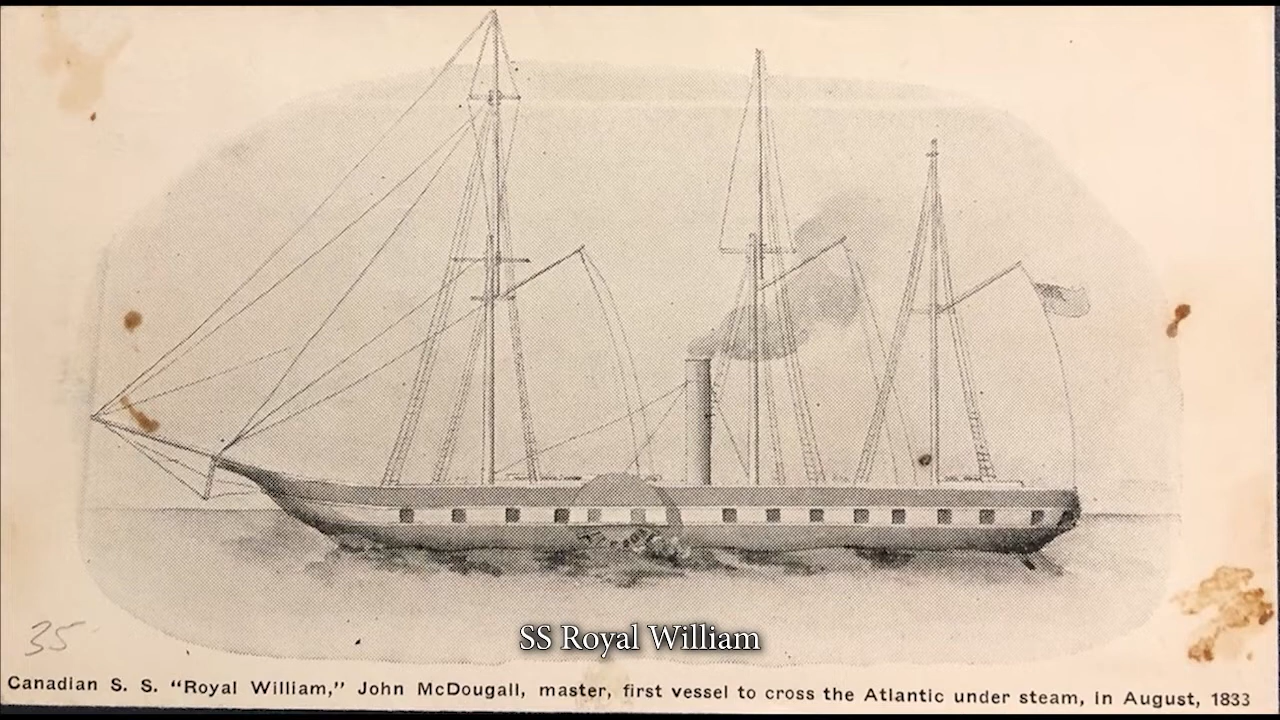 35
SS Royal William
Canadian S. S. “Royal William,” John McDougall, master, first vessel to cross the Atlantic under steam, in August, 1833